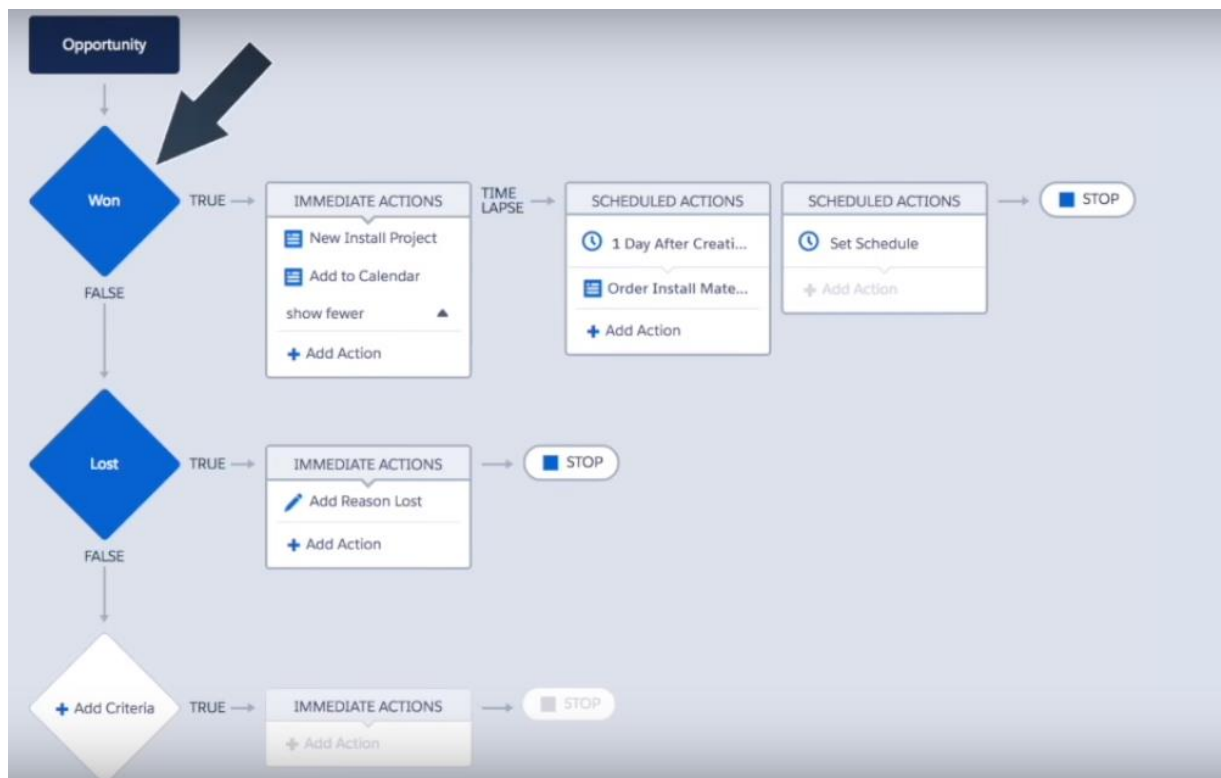 Opportunity
Won
TRUE
IMMEDIATE ACTIONS
New Install Project
Add to Calendar
show fewer
+ Add Action
TIME
LAPSE
SCHEDULED ACTIONS
1 Day After Creati...
Order Install Mate...
+ Add Action
SCHEDULED ACTIONS
Set Schedule
+ Add Action
STOP
FALSE
Lost
TRUE
IMMEDIATE ACTIONS
Add Reason Lost
+ Add Action
STOP
FALSE
+ Add Criteria
TRUE
IMMEDIATE ACTIONS
+ Add Action
STOP